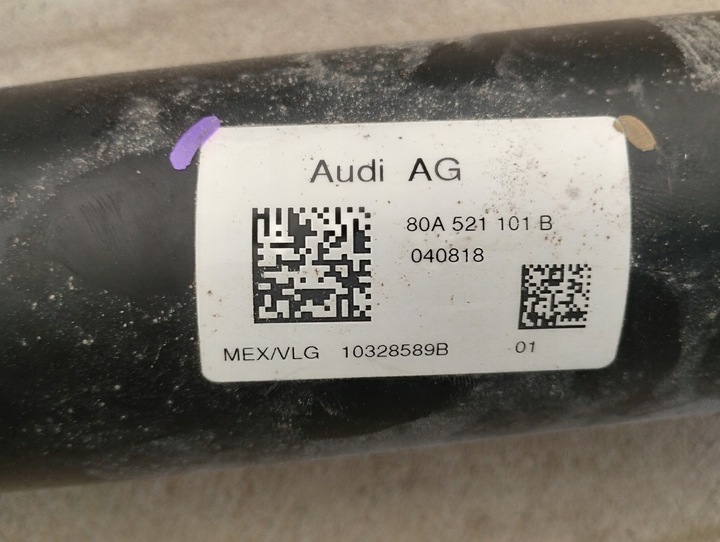 Audi AG
80A 521 101 B
040818
MEX/VLG 10328589B 01